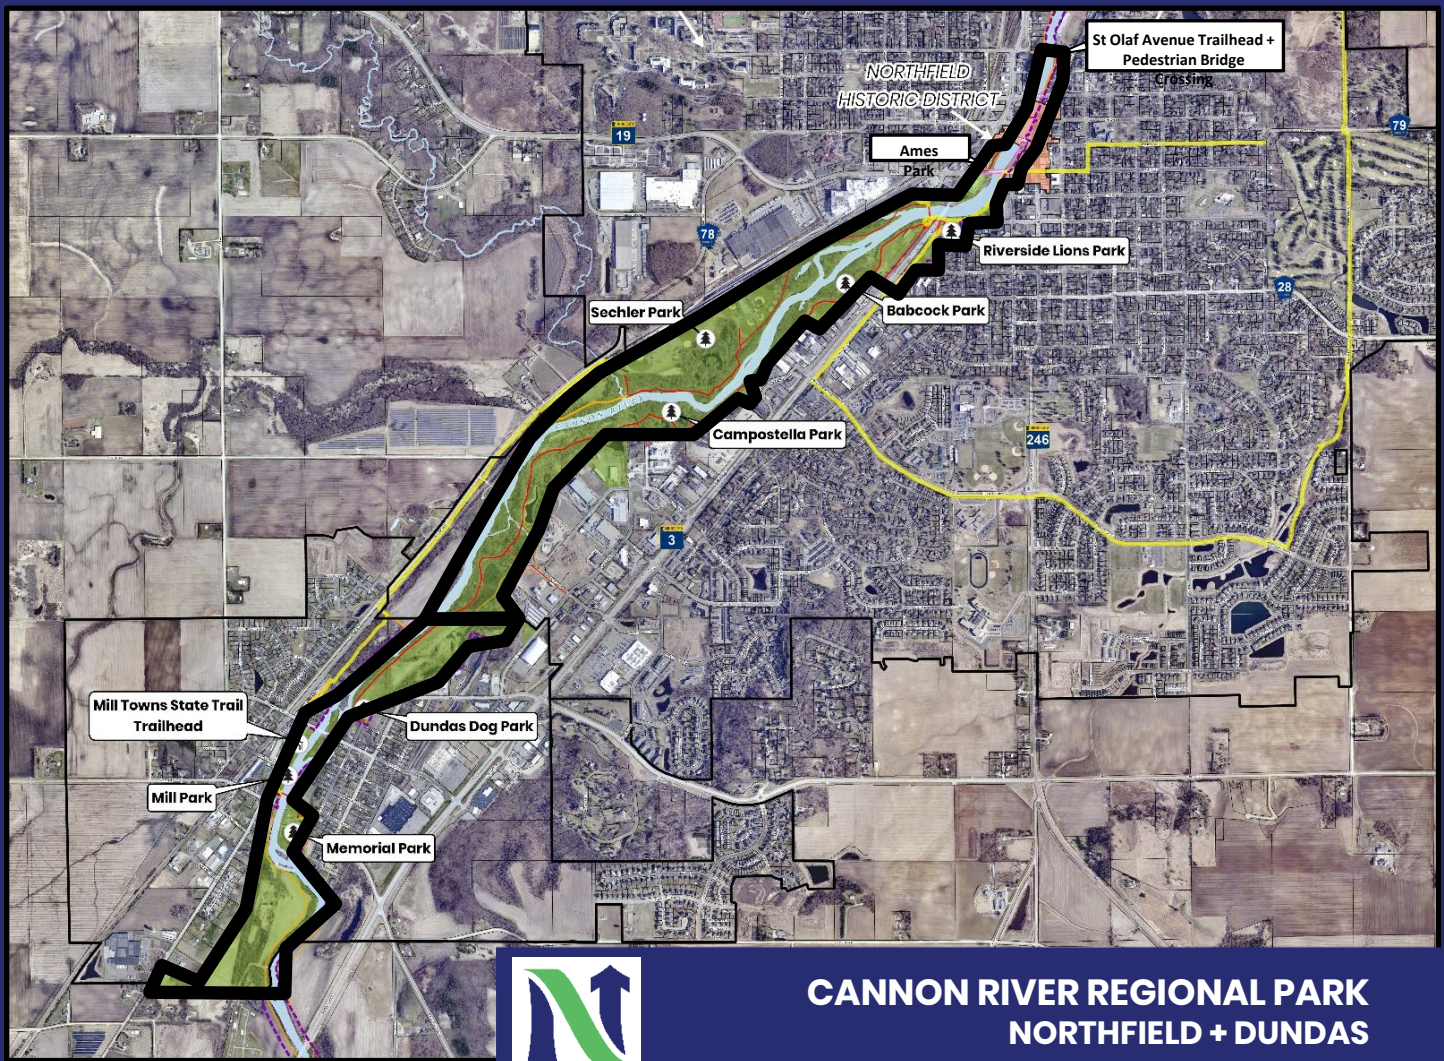 St Olaf Avenue Trailhead +
Pedestrian Bridge
Crossing
NORTHFIELD
HISTORIC DISTRICT
19
79
Ames
Park
78
Riverside Lions Park
28
Sechler Park
Babcock Park
CANNON RIVER
Campostella Park
246
3
Mill Towns State Trail
Trailhead
Dundas Dog Park
Mill Park
Memorial Park
N
CANNON RIVER REGIONAL PARK
NORTHFIELD + DUNDAS